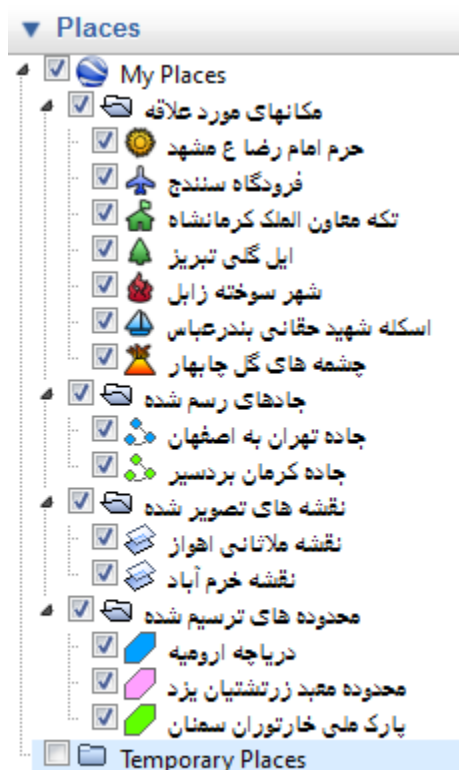 Places
My Places
مکانهای مورد علاقه
حرم امام رضا ع مشهد
فرودگاه سنندج
تکه معاون الملک کرمانشاه
ایل گلی تبریز
شهر سوخته زابل
اسکله شهید حقانی بندرعباس
چشمه های گل چابهار
جادهای رسم شده
جاده تهران به اصفهان
جاده کرمان بردسیر
نقشه های تصویر شده
نقشه ملاثانی اهواز
نقشه خرم آباد
محدوده های ترسیم شده
دریاچه ارومیه
محدوده معبد زرتشتیان یزد
پارک ملی خارتوران سمنان
Temporary Places